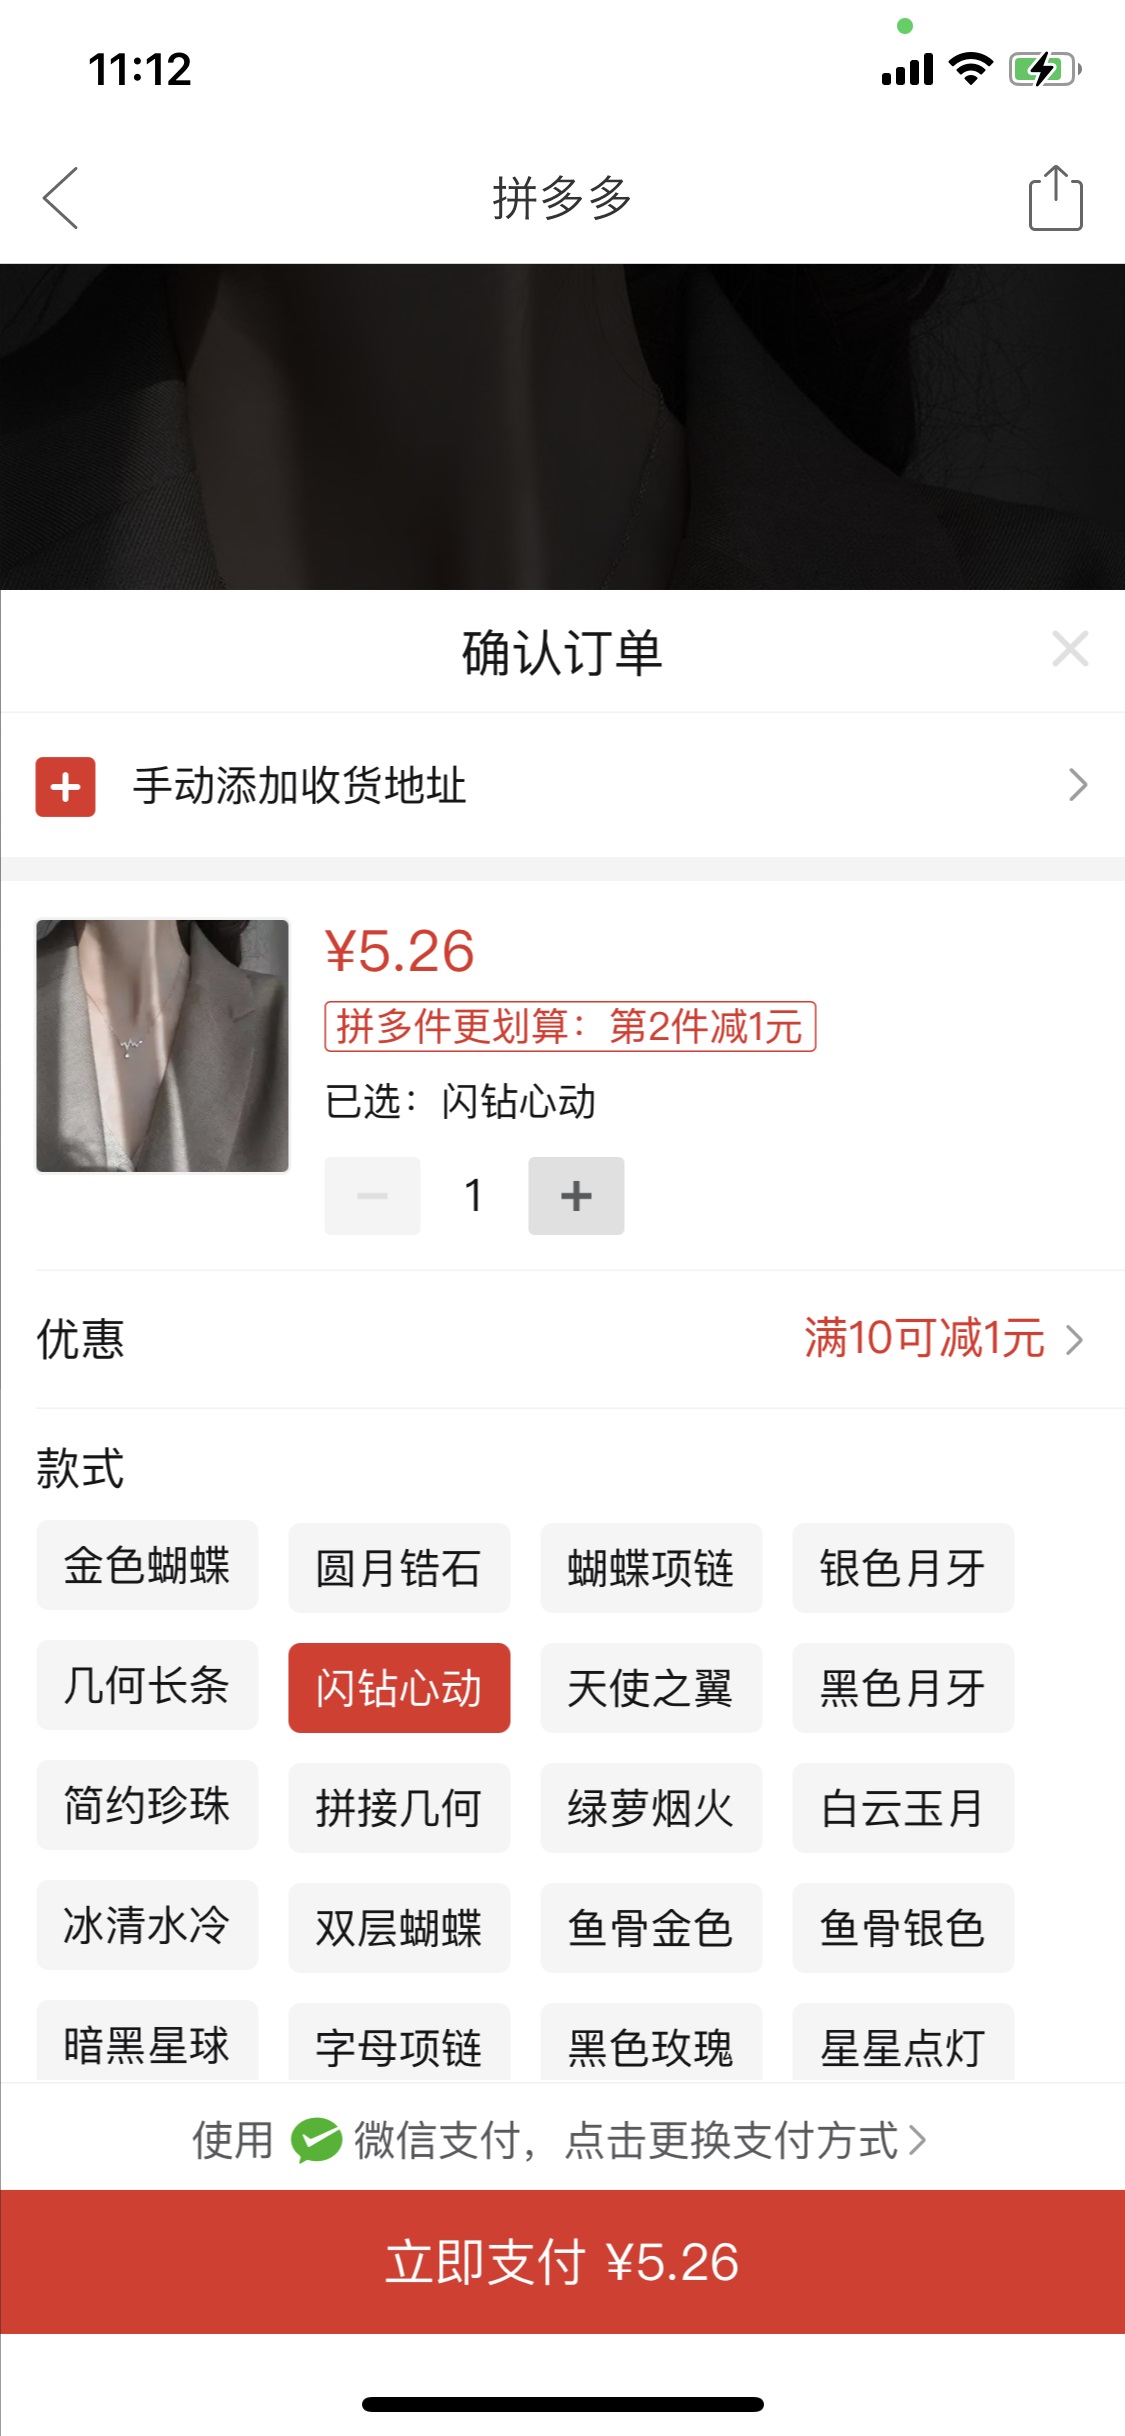 11:12
拼多多
确认订单
手动添加收货地址
¥5.26
拼多件更划算：第2件减1元
已选：闪钻心动
1
优惠 满10可减1元
款式
金色蝴蝶 圆月锆石 蝴蝶项链 银色月牙
几何长条 闪钻心动 天使之翼 黑色月牙
简约珍珠 拼接几何 绿萝烟火 白云玉月
冰清水冷 双层蝴蝶 鱼骨金色 鱼骨银色
暗黑星球 字母项链 黑色玫瑰 星星点灯
使用 微信支付，点击更换支付方式
立即支付 ¥5.26